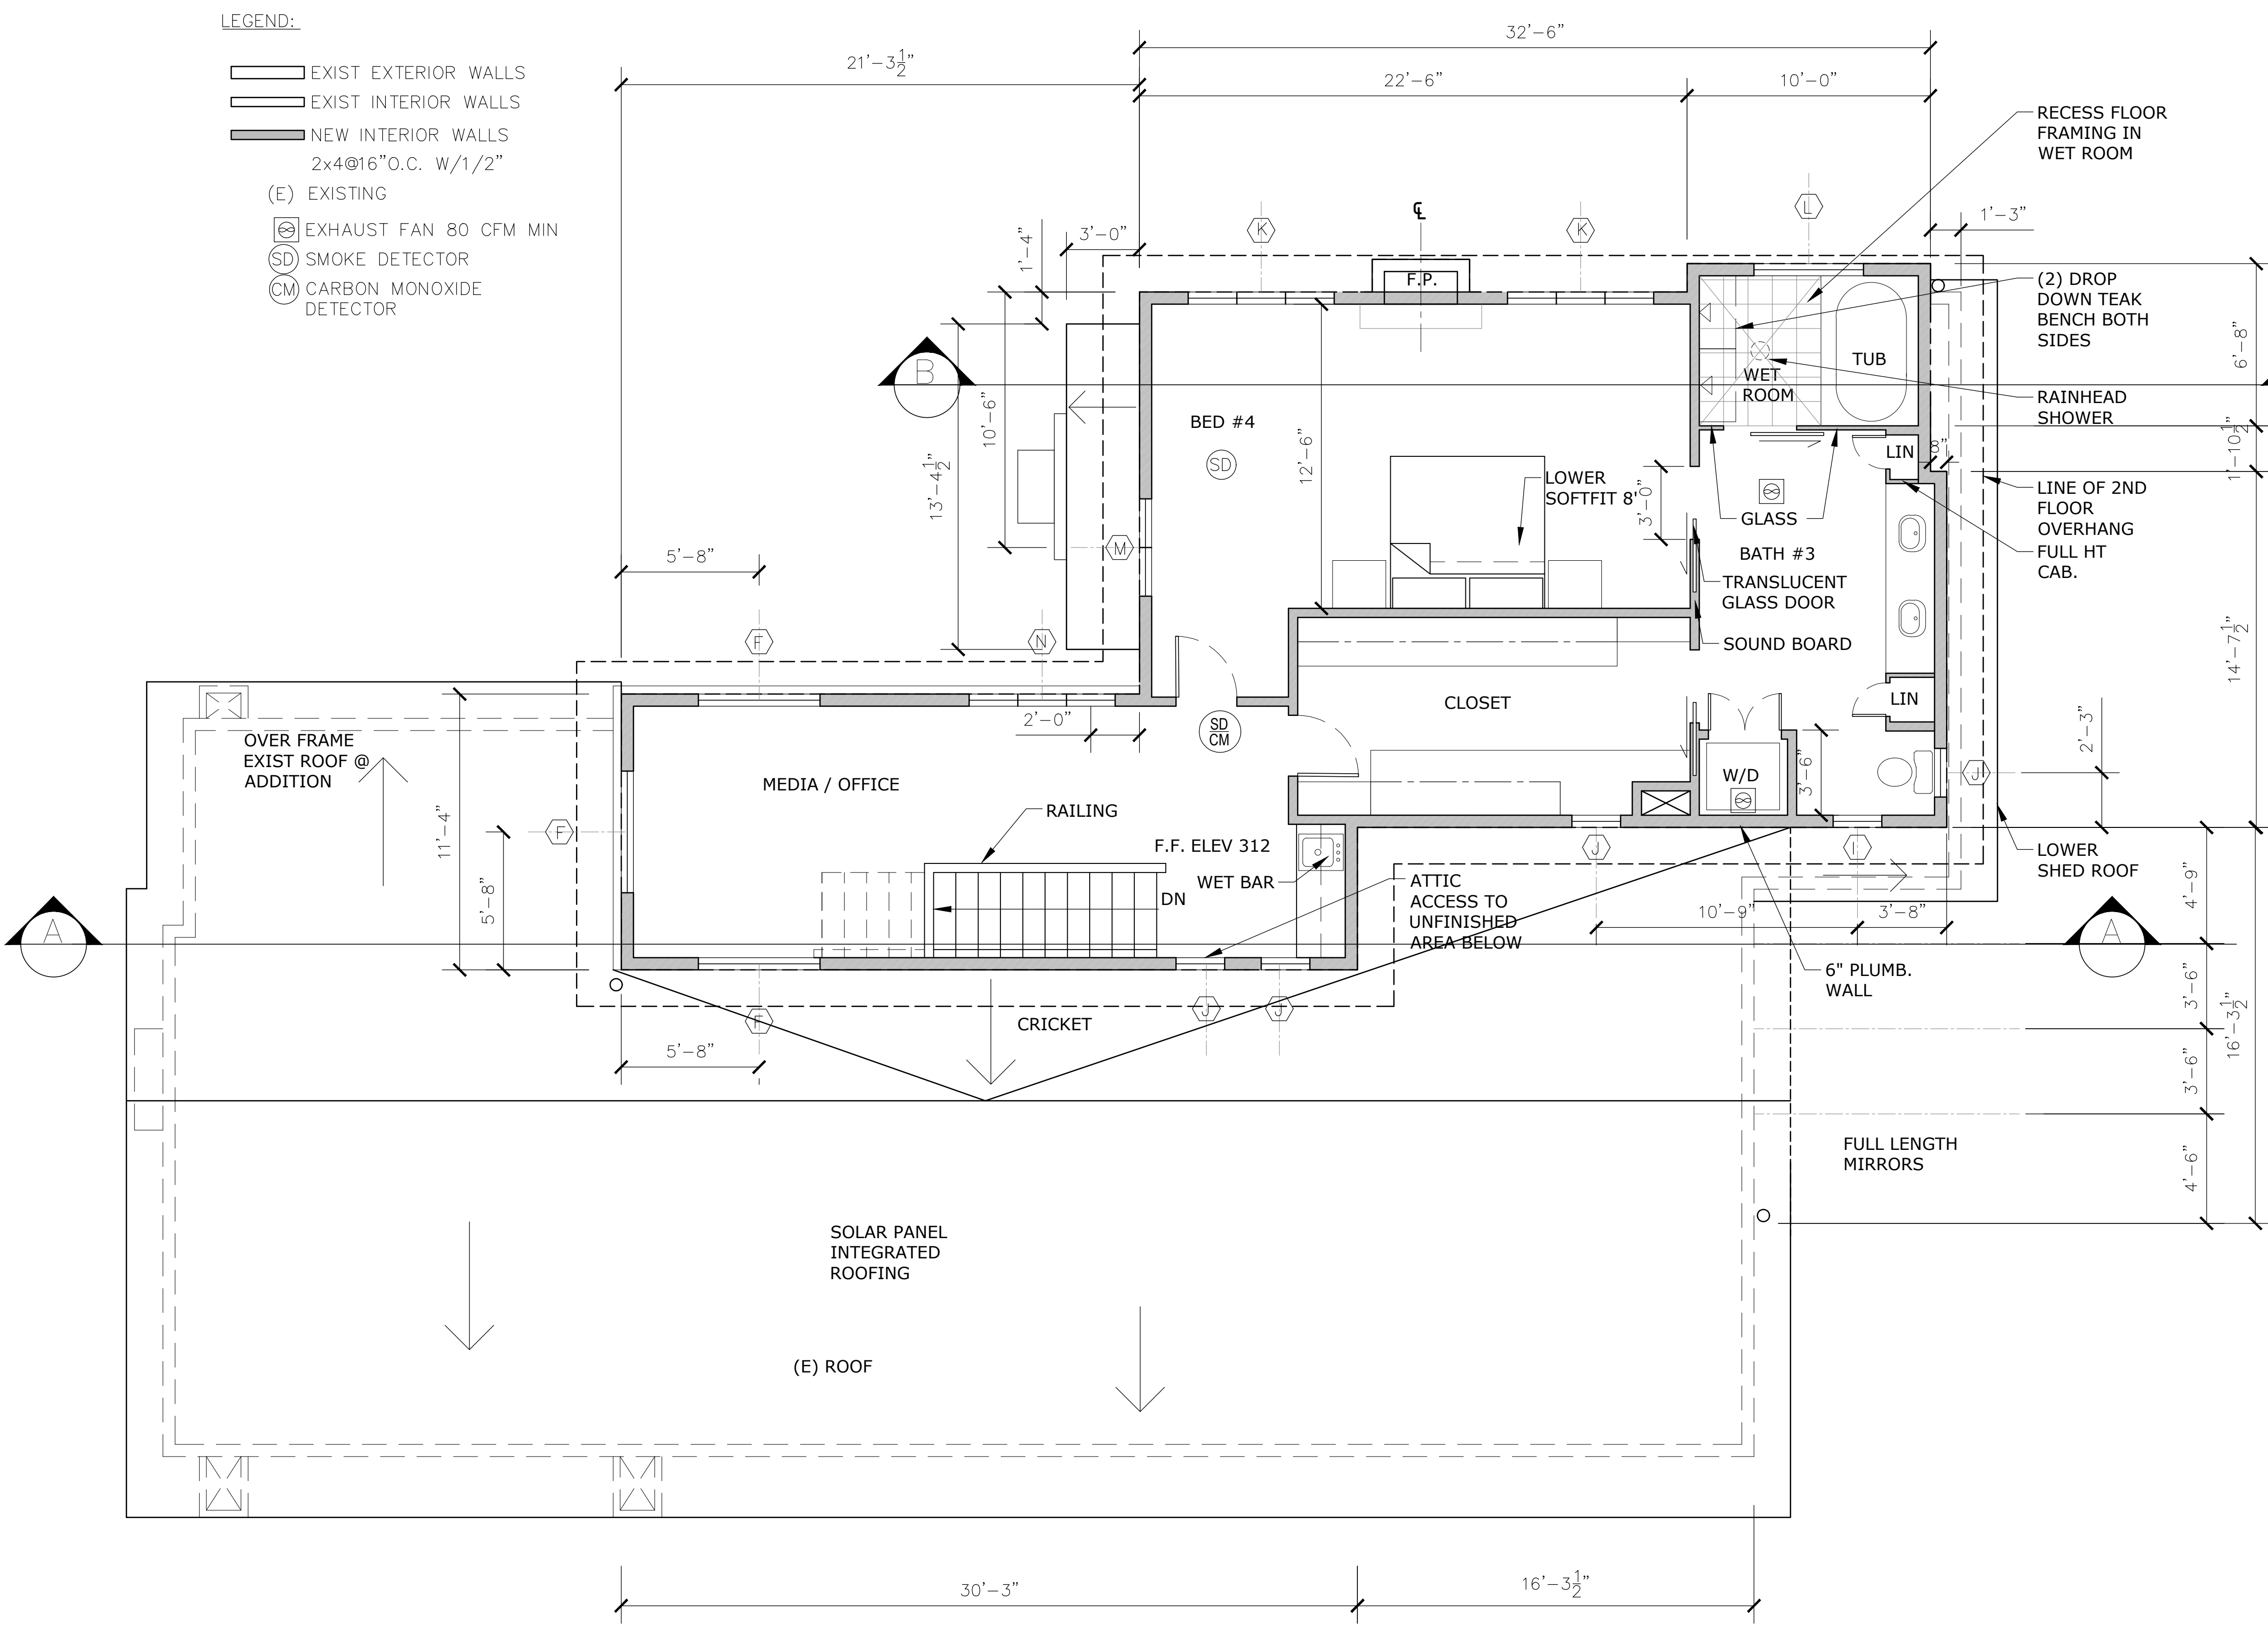 LEGEND:
EXIST EXTERIOR WALLS
EXIST INTERIOR WALLS
NEW INTERIOR WALLS
2x4@16"O.C. W/1/2"
(E) EXISTING
EXHAUST FAN 80 CFM MIN
SD SMOKE DETECTOR
CM CARBON MONOXIDE
DETECTOR
32'-6"
21'-3 1/2"
22'-6"
10'-0"
RECESS FLOOR
FRAMING IN
WET ROOM
1'-3"
3'-0"
1'-4"
K
℄
K
L
F.P.
(2) DROP
DOWN TEAK
BENCH BOTH
SIDES
6'-8"
TUB
WET
ROOM
RAINHEAD
SHOWER
1'-10 1/2"
B
10'-6"
13'-4 1/2"
BED #4
SD
12'-6"
LOWER
SOFTFIT 8'
3'-0"
LIN
8"
GLASS
LINE OF 2ND
FLOOR
OVERHANG
FULL HT
CAB.
BATH #3
M
TRANSLUCENT
GLASS DOOR
SOUND BOARD
5'-8"
F
N
14'-7 1/2"
2'-3"
CLOSET
LIN
2'-0"
SD
CM
OVER FRAME
EXIST ROOF @
ADDITION
11'-4"
5'-8"
F
MEDIA / OFFICE
RAILING
W/D
3'-6"
J
F.F. ELEV 312
WET BAR
DN
ATTIC
ACCESS TO
UNFINISHED
AREA BELOW
J
I
LOWER
SHED ROOF
10'-9"
3'-8"
4'-9"
A
A
6" PLUMB.
WALL
3'-6"
16'-3 1/2"
F
J
J
CRICKET
5'-8"
3'-6"
FULL LENGTH
MIRRORS
4'-6"
SOLAR PANEL
INTEGRATED
ROOFING
(E) ROOF
30'-3"
16'-3 1/2"